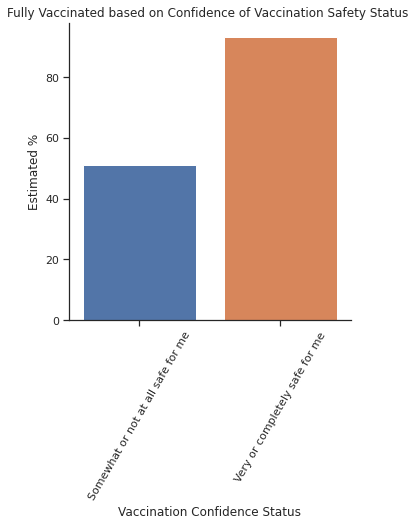 Fully Vaccinated based on Confidence of Vaccination Safety Status
Estimated %
80
60
40
20
0
Somewhat or not at all safe for me
Very or completely safe for me
Vaccination Confidence Status